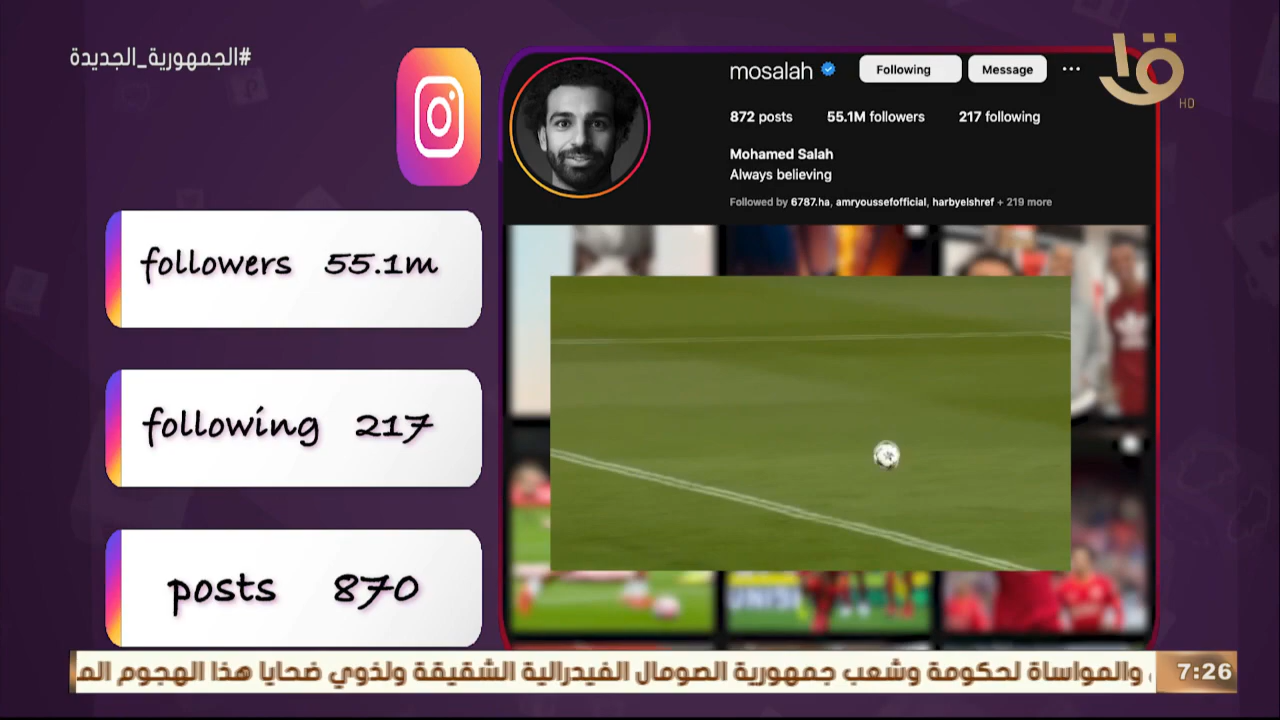 #الجمهورية_الجديدة
HD
mosalah Following Message
872 posts 55.1M followers 217 following
Mohamed Salah
Always believing
Followed by 6787.ha, amryoussefofficial, harbyelshref + 219 more
followers 55.1m
following 217
posts 870
والمواساة لحكومة وشعب جمهورية الصومال الفيدرالية الشقيقة ولذوي ضحايا هذا الهجوم
7:26